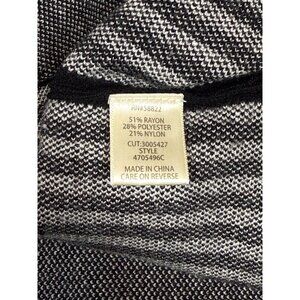 RN#58822
51% RAYON
28% POLYESTER
21% NYLON
CUT:3005427
STYLE
4705496C
MADE IN CHINA
CARE ON REVERSE